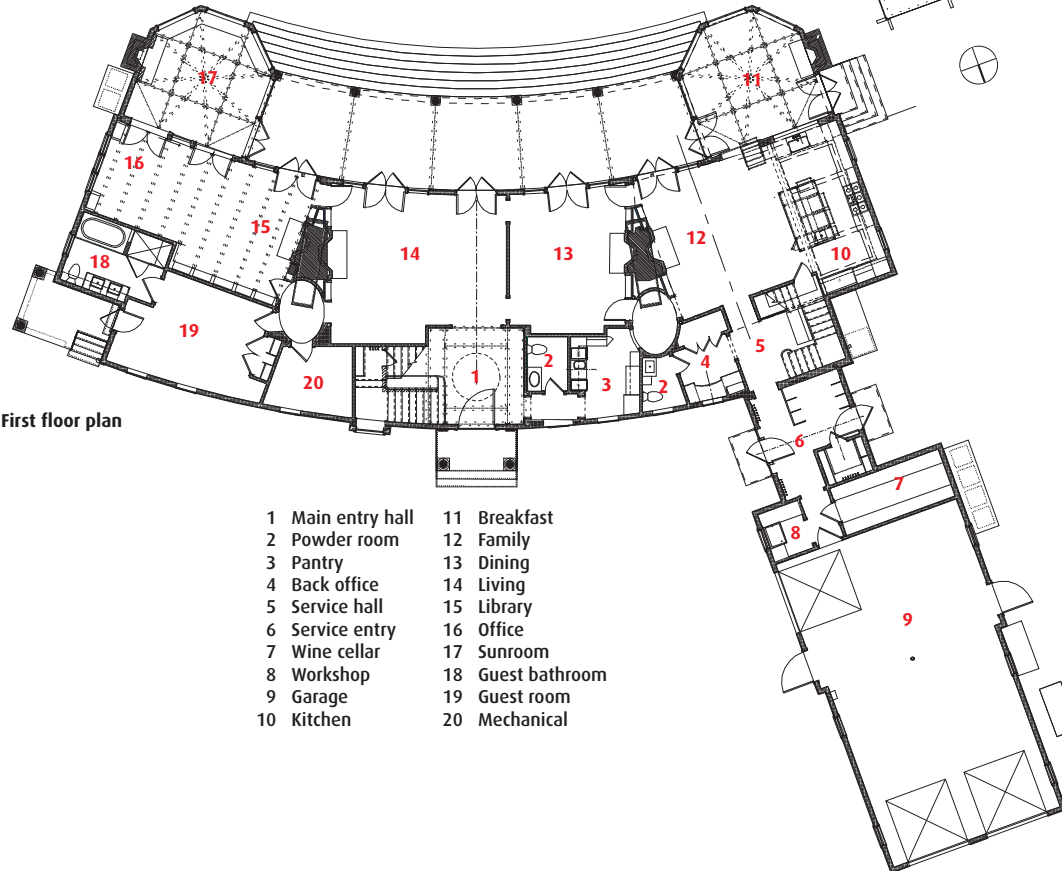 17
11
16
15
14
13
12
10
18
19
20
1
2
3
2
4
5
First floor plan
6
7
8
9
1 Main entry hall
2 Powder room
3 Pantry
4 Back office
5 Service hall
6 Service entry
7 Wine cellar
8 Workshop
9 Garage
10 Kitchen
11 Breakfast
12 Family
13 Dining
14 Living
15 Library
16 Office
17 Sunroom
18 Guest bathroom
19 Guest room
20 Mechanical